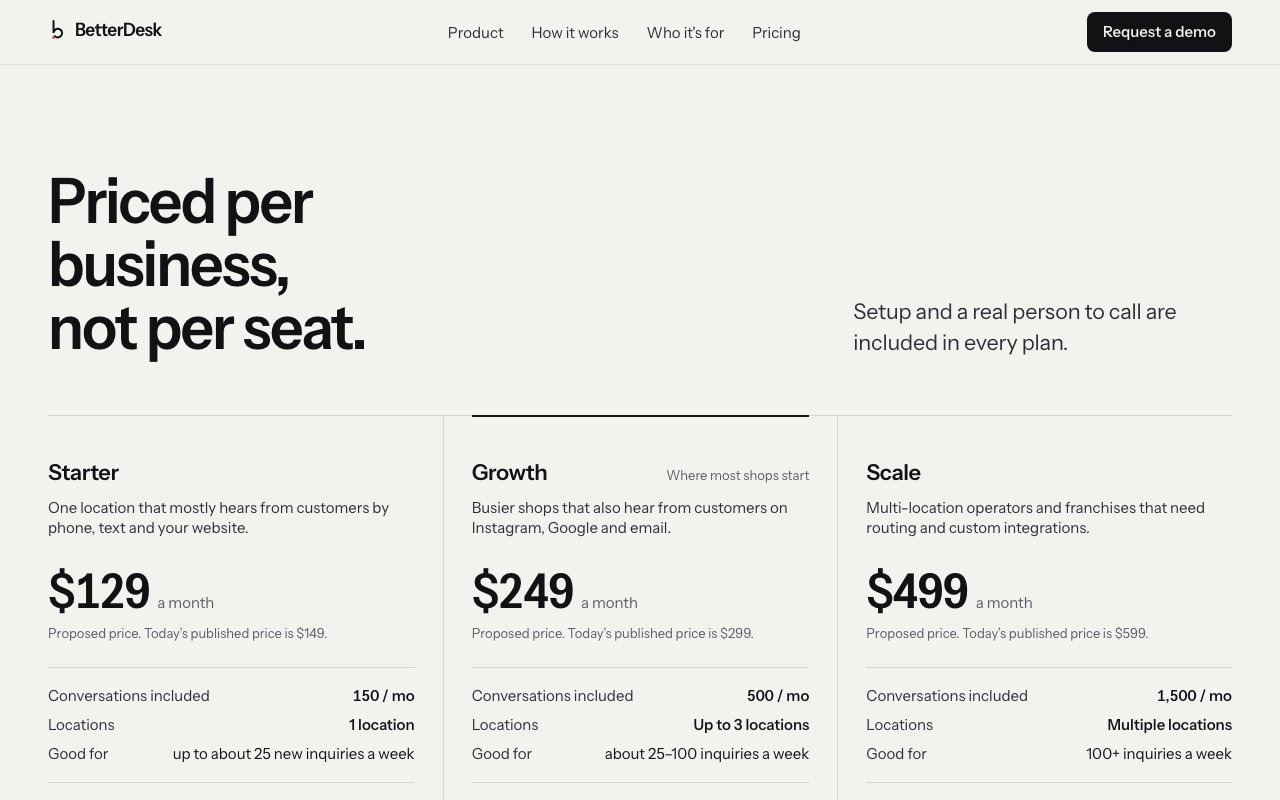 BetterDesk
Product
How it works
Who it's for
Pricing
Request a demo
Priced per
business,
not per seat.
Setup and a real person to call are
included in every plan.
Starter
One location that mostly hears from customers by
phone, text and your website.
$129 a month
Proposed price. Today's published price is $149.
Conversations included 150 / mo
Locations 1 location
Good for up to about 25 new inquiries a week
Growth Where most shops start
Busier shops that also hear from customers on
Instagram, Google and email.
$249 a month
Proposed price. Today's published price is $299.
Conversations included 500 / mo
Locations Up to 3 locations
Good for about 25–100 inquiries a week
Scale
Multi-location operators and franchises that need
routing and custom integrations.
$499 a month
Proposed price. Today's published price is $599.
Conversations included 1,500 / mo
Locations Multiple locations
Good for 100+ inquiries a week